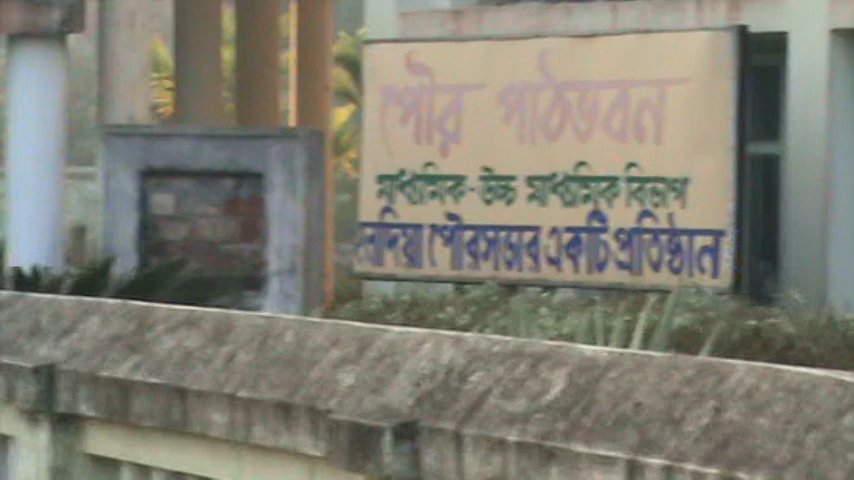 পৌর পাঠভবন
মাধ্যমিক - উচ্চ মাধ্যমিক বিভাগ
পৌরসভার একটি প্রতিষ্ঠান